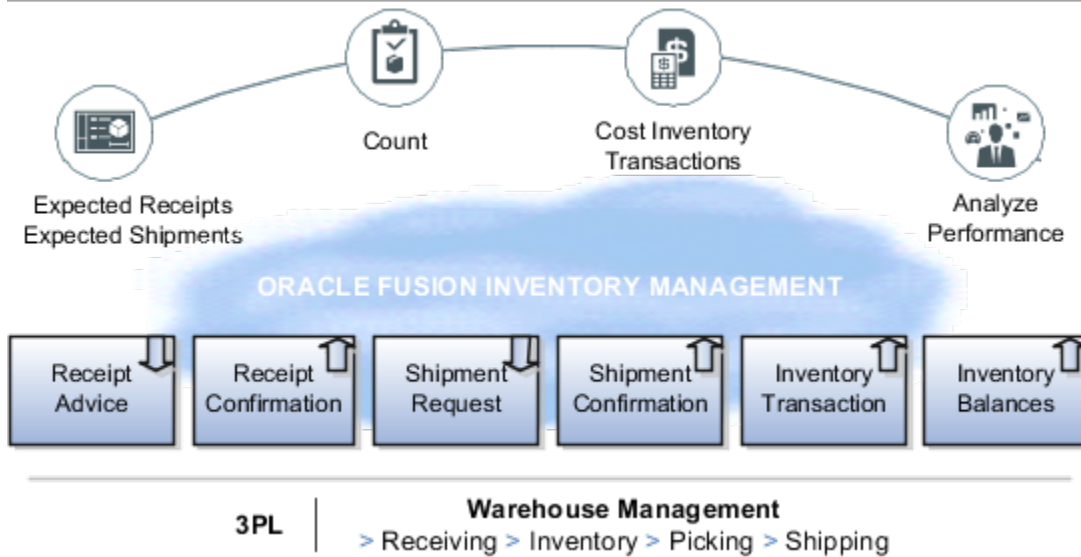 Expected Receipts
Expected Shipments
Count
Cost Inventory
Transactions
Analyze
Performance
ORACLE FUSION INVENTORY MANAGEMENT
Receipt
Advice
Receipt
Confirmation
Shipment
Request
Shipment
Confirmation
Inventory
Transaction
Inventory
Balances
3PL
Warehouse Management
> Receiving > Inventory > Picking > Shipping